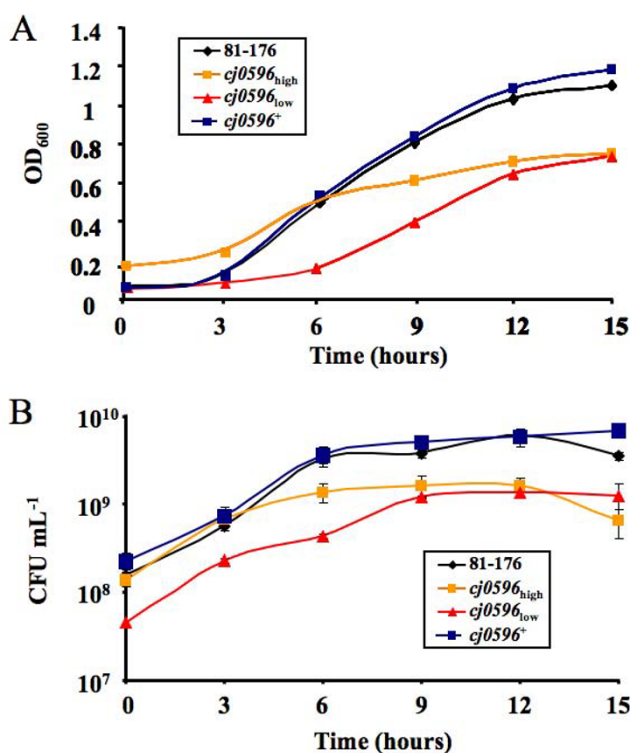 A
81-176
cj0596high
cj0596low
cj0596+
OD600
1.4
1.2
1
0.8
0.6
0.4
0.2
0
0 3 6 9 12 15
Time (hours)
B
CFU mL-1
10^10
10^9
10^8
10^7
81-176
cj0596high
cj0596low
cj0596+
0 3 6 9 12 15
Time (hours)